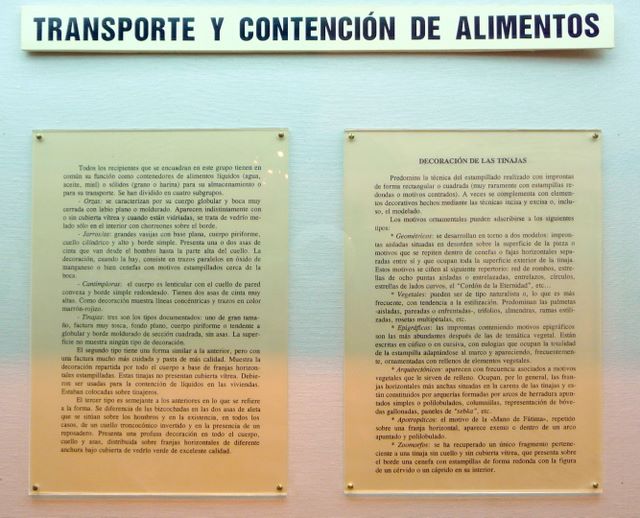 TRANSPORTE Y CONTENCIÓN DE ALIMENTOS
Todos los recipientes que se encuadran en este grupo tienen en
común su función como contenedores de alimentos líquidos (agua,
aceite, miel) o sólidos (grano o harina) para su almacenamiento o
para su transporte. Se han dividido en cuatro subgrupos.
- Orzas: se caracterizan por su cuerpo globular y boca muy
cerrada con labio plano o moldurado. Aparecen indistintamente con
o sin cubierta vítrea y cuando están vidriadas, se trata de vedrío me-
lado sólo en el interior con chorreones sobre el borde.
- Jarrosita: grandes vasijas con base plana, cuerpo piriforme,
cuello cilíndrico y alto y borde simple. Presenta una o dos asas de
cinta que van desde el hombro hasta la parte alta del cuello. La
decoración, cuando la hay, consiste en trazos paralelos en óxido de
manganeso o bien cenefas con motivos estampillados cerca de la
boca.
- Cantimploras: el cuerpo es lenticular con el cuello de pared
convexa y borde simple redondeado. Tienen dos asas de cinta muy
altas. Como decoración muestra líneas concéntricas y trazos en color
marrón-rojizo.
- Tinajas: tres son los tipos documentados: uno de gran tama-
ño, factura muy tosca, fondo plano, cuerpo piriforme o tendente a
globular y borde moldurado de sección cuadrada, sin asas. La super-
ficie no muestra ningún tipo de decoración.
El segundo tipo tiene una forma similar a la anterior, pero con
una factura mucho más cuidada y pasta de más calidad. Muestra la
decoración repartida por todo el cuerpo a base de franjas horizon-
tales estampilladas. Estas tinajas no presentan cubierta vítrea. Debie-
ron ser usadas para la contención de líquidos en las viviendas.
Estaban colocadas sobre tinajeros.
El tercer tipo es semejante a los anteriores en lo que se refiere
a la forma. Se diferencia de las bizcochadas en las dos asas de aleta
que se sitúan sobre los hombros y en la existencia, en todos los
casos, de un cuello troncocónico invertido y en la presencia de un
reposadero. Presenta una profusa decoración en todo el cuerpo,
cuello y asas, distribuida sobre franjas horizontales de diferente
anchura bajo cubierta de vedrío verde de excelente calidad.
DECORACIÓN DE LAS TINAJAS
Predomina la técnica del estampillado realizado con improntas
de forma rectangular o cuadrada (muy raramente con estampillas re-
dondas o motivos centrados). A veces se complementa con elemen-
tos decorativos hechos mediante las técnicas incisa y excisa o, inclu-
so, el modelado.
Los motivos ornamentales pueden adscribirse a los siguientes
tipos:
* Geométricos: se desarrollan en torno a dos modelos: impron-
tas aisladas situadas en desorden sobre la superficie de la pieza o
motivos que se repiten dentro de cenefas o fajas horizontales sepa-
radas entre sí y que ocupan toda la superficie exterior de la tinaja.
Estos motivos se ciñen al siguiente repertorio: red de rombos, estre-
llas de ocho puntas aisladas o entrelazadas, entrelazos, círculos,
estrellas de lados curvos, el "Cordón de la Eternidad", etc...
* Vegetales: pueden ser de tipo naturalista o, lo que es más
frecuente, con tendencia a la estilización. Predominan las palmetas
-aisladas, pareadas o enfrentadas-, trifolios, almendras, ramas estili-
zadas, rosetas multipétalas, etc.
* Epigráficos: las improntas conteniendo motivos epigráficos
son las más abundantes después de las de temática vegetal. Están
escritas en cúfico o en cursiva, con eulogias que ocupan la totalidad
de la estampilla adaptándose al marco y apareciendo, frecuentemen-
te, ornamentadas con rellenos de elementos vegetales.
* Arquitectónicos: aparecen con frecuencia asociados a motivos
vegetales que le sirven de relleno. Ocupan, por lo general, las fran-
jas horizontales más anchas situadas en la carena de las tinajas y es-
tán constituidos por arquerías formadas por arcos de herradura apun-
tados simples o polilobulados, columnillas, representación de bóve-
das gallonadas, paneles de "sebka", etc.
* Apotropaicos: el motivo de la «Mano de Fátima», repetido
sobre una franja horizontal, aparece exento o dentro de un arco
apuntado y polilobulado.
* Zoomorfos: se ha recuperado un único fragmento pertene-
ciente a una tinaja sin cuello y sin cubierta vítrea, que presenta sobre
el borde una cenefa con estampillas de forma redonda con la figura
de un cérvido o un cáprido en su interior.